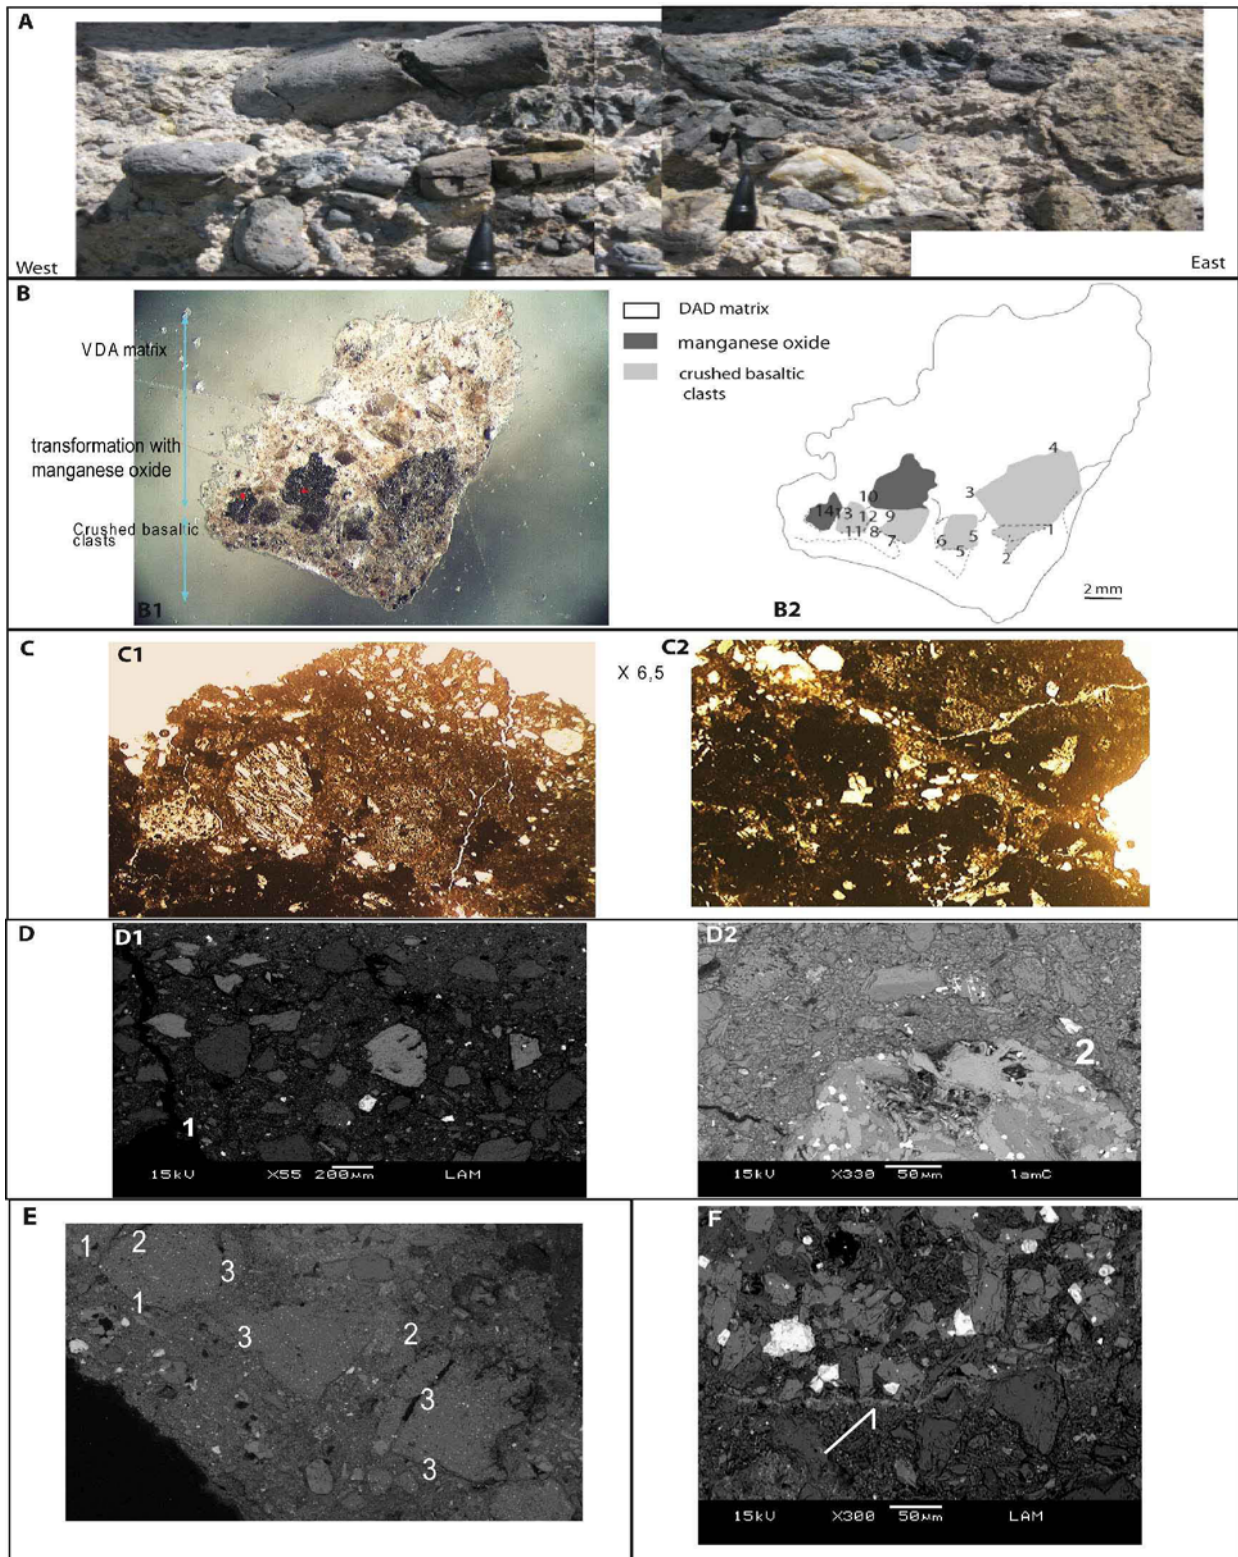 A
West
East
B
VDA matrix
transformation with
manganese oxide
Crushed basaltic
clasts
B1
DAD matrix
manganese oxide
crushed basaltic
clasts
4
3
10
14
13
12
9
11
8
7
6
5
5
1
2
2 mm
B2
C
C1
X 6,5
C2
D
D1
1
15kV X55 200µm LAM
D2
2
15kV X330 50µm lamC
E
1
2
3
1
3
2
3
3
F
1
15kV X300 50µm LAM